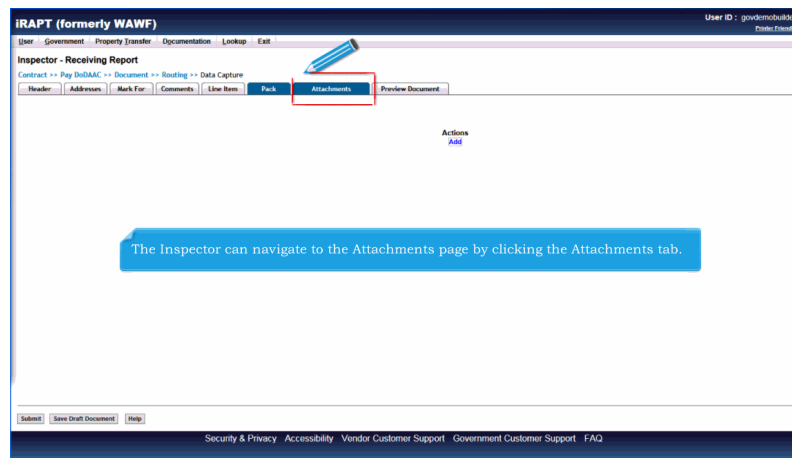 iRAPT (formerly WAWF)
User ID : govdemobuilde
Printer Friend
User Government Property Transfer Documentation Lookup Exit
Inspector - Receiving Report
Contract >> Pay DoDAAC >> Document >> Routing >> Data Capture
Header Addresses Mark For Comments Line Item Pack Attachments Preview Document
Actions
Add
The Inspector can navigate to the Attachments page by clicking the Attachments tab.
Submit Save Draft Document Help
Security & Privacy Accessibility Vendor Customer Support Government Customer Support FAQ